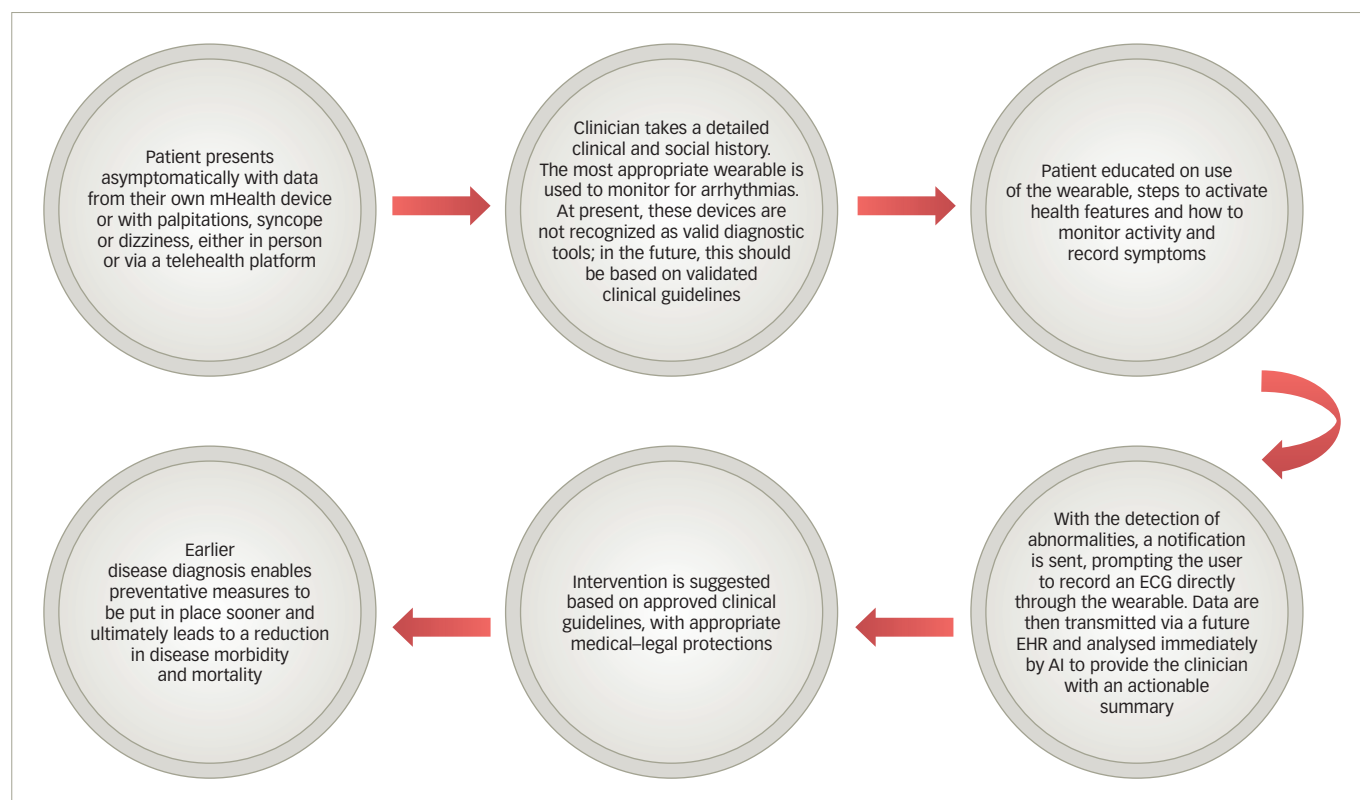 Patient presents
asymptomatically with data
from their own mHealth device
or with palpitations, syncope
or dizziness, either in person
or via a telehealth platform
Clinician takes a detailed
clinical and social history.
The most appropriate wearable is
used to monitor for arrhythmias.
At present, these devices are
not recognized as valid diagnostic
tools; in the future, this should
be based on validated
clinical guidelines
Patient educated on use
of the wearable, steps to activate
health features and how to
monitor activity and
record symptoms
With the detection of
abnormalities, a notification
is sent, prompting the user
to record an ECG directly
through the wearable. Data are
then transmitted via a future
EHR and analysed immediately
by AI to provide the clinician
with an actionable
summary
Intervention is suggested
based on approved clinical
guidelines, with appropriate
medical–legal protections
Earlier
disease diagnosis enables
preventative measures to
be put in place sooner and
ultimately leads to a reduction
in disease morbidity
and mortality